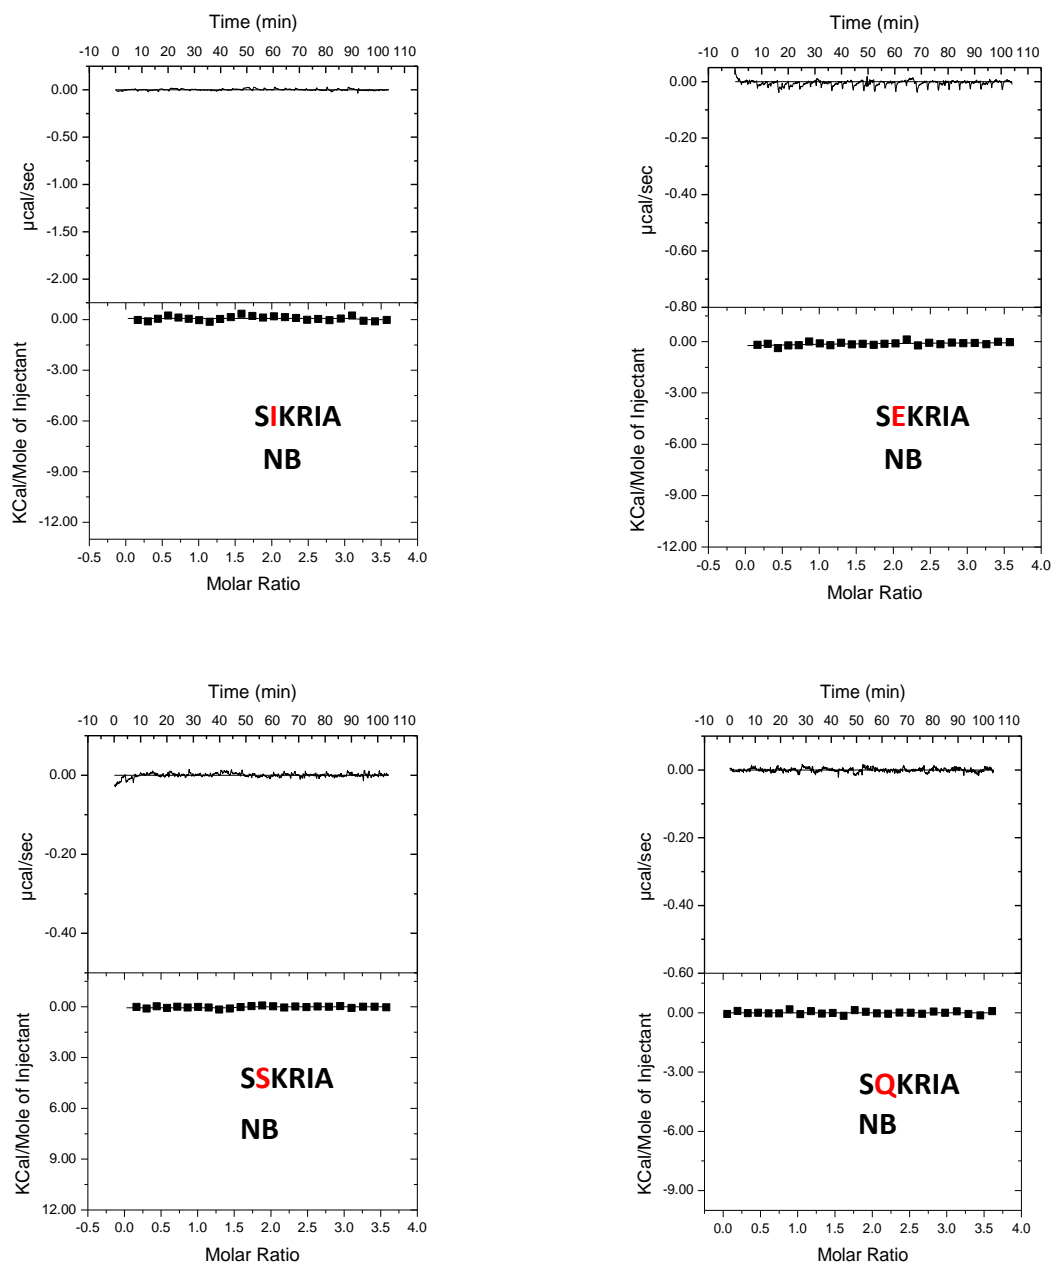 Time (min)
-10 0 10 20 30 40 50 60 70 80 90 100 110
0.00
-0.50
-1.00
-1.50
-2.00
µcal/sec
0.00
-3.00
-6.00
-9.00
-12.00
KCal/Mole of Injectant
SIKRIA
NB
-0.5 0.0 0.5 1.0 1.5 2.0 2.5 3.0 3.5 4.0
Molar Ratio
Time (min)
-10 0 10 20 30 40 50 60 70 80 90 100 110
0.00
-0.20
-0.40
-0.60
-0.80
µcal/sec
0.00
-3.00
-6.00
-9.00
-12.00
KCal/Mole of Injectant
SEKRIA
NB
-0.5 0.0 0.5 1.0 1.5 2.0 2.5 3.0 3.5 4.0
Molar Ratio
Time (min)
-10 0 10 20 30 40 50 60 70 80 90 100 110
0.00
-0.20
-0.40
µcal/sec
0.00
3.00
6.00
9.00
12.00
KCal/Mole of Injectant
SSKRIA
NB
-0.5 0.0 0.5 1.0 1.5 2.0 2.5 3.0 3.5 4.0
Molar Ratio
Time (min)
-10 0 10 20 30 40 50 60 70 80 90 100 110
0.00
-0.20
-0.40
-0.60
µcal/sec
0.00
-3.00
-6.00
-9.00
KCal/Mole of Injectant
SQKRIA
NB
0.0 0.5 1.0 1.5 2.0 2.5 3.0 3.5 4.0
Molar Ratio